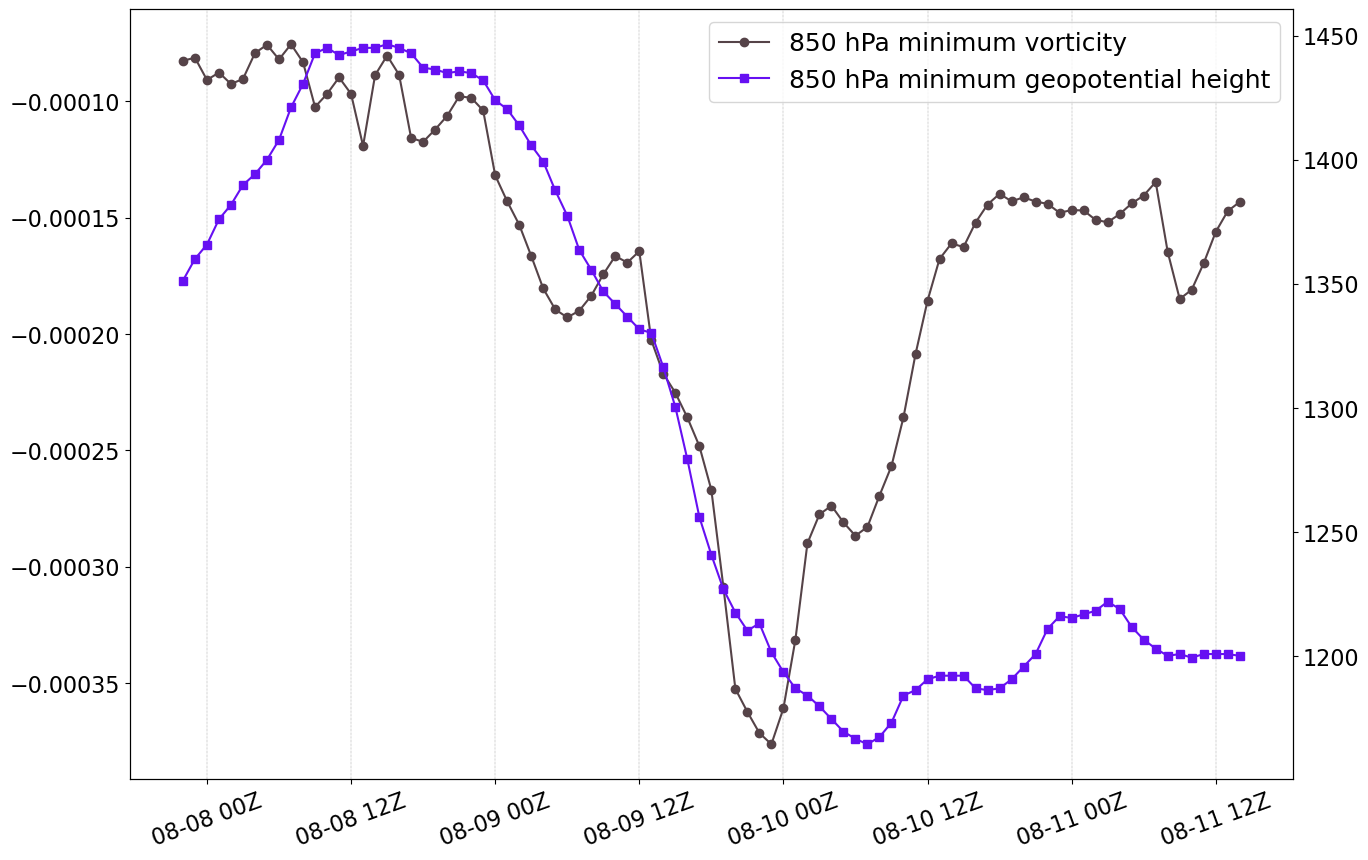 850 hPa minimum vorticity
850 hPa minimum geopotential height
−0.00010
−0.00015
−0.00020
−0.00025
−0.00030
−0.00035
1450
1400
1350
1300
1250
1200
08-08 00Z
08-08 12Z
08-09 00Z
08-09 12Z
08-10 00Z
08-10 12Z
08-11 00Z
08-11 12Z